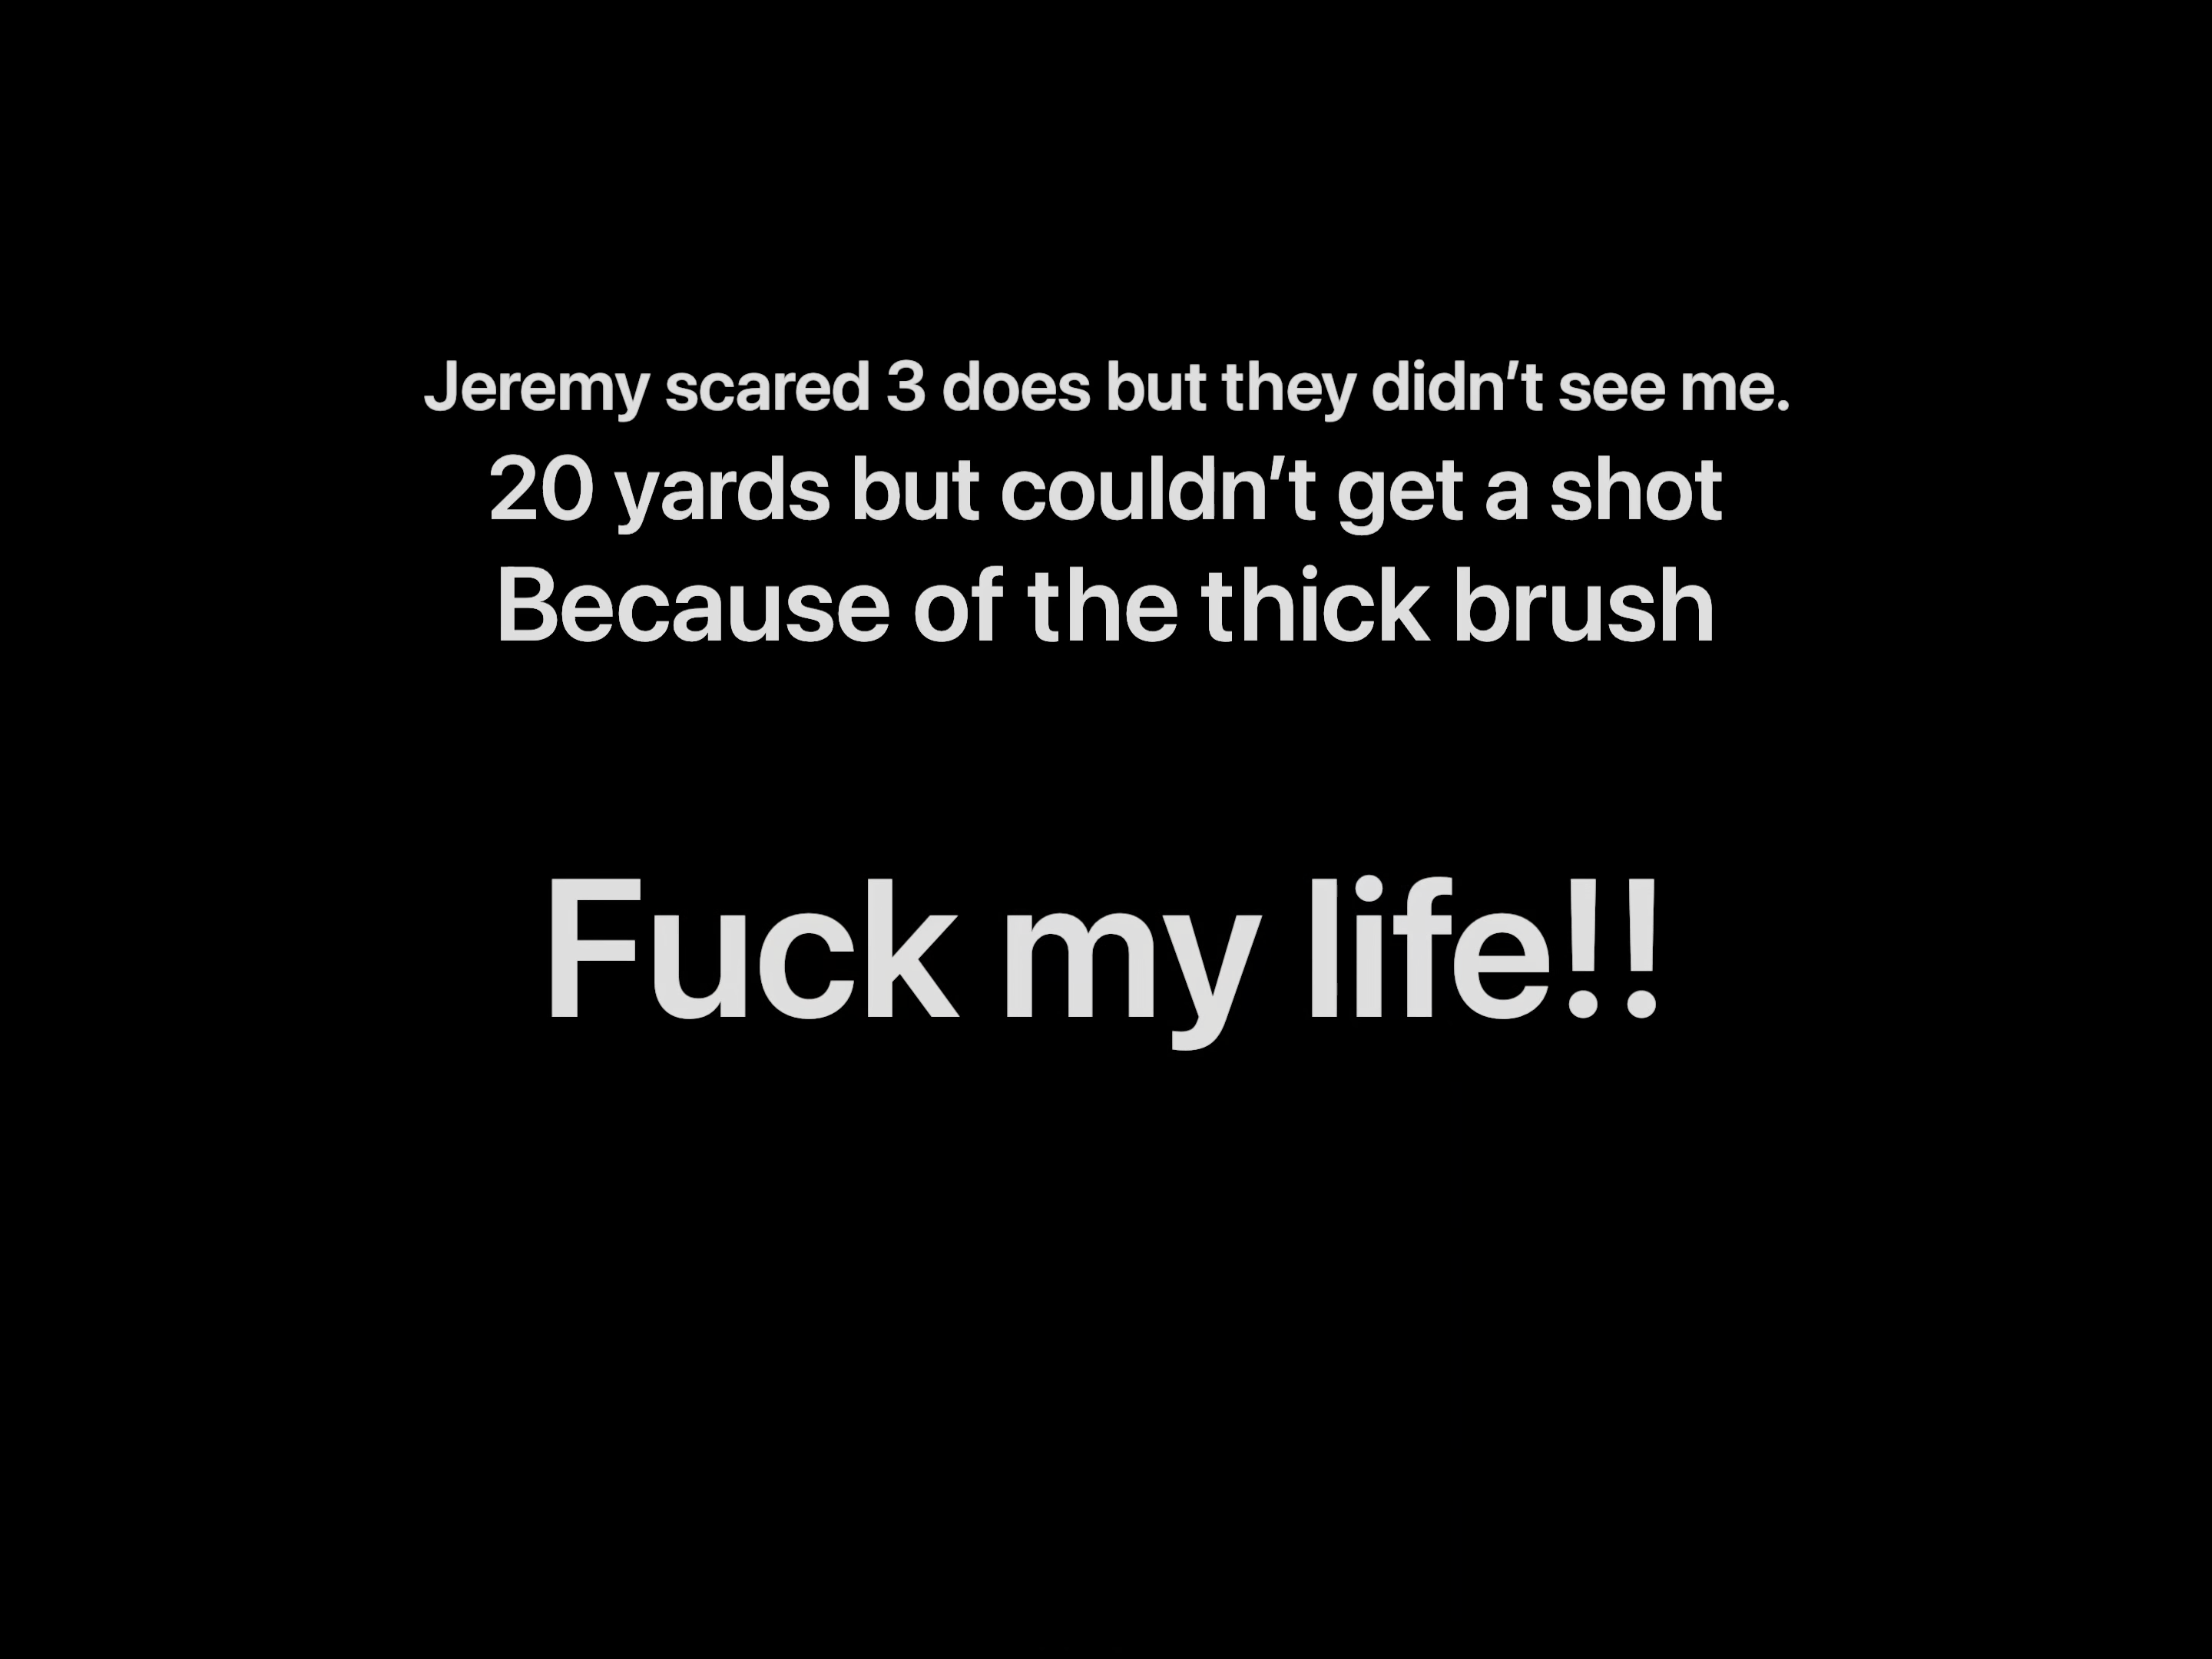 Jeremy scared 3 does but they didn’t see me.
20 yards but couldn’t get a shot
Because of the thick brush
Fuck my life!!